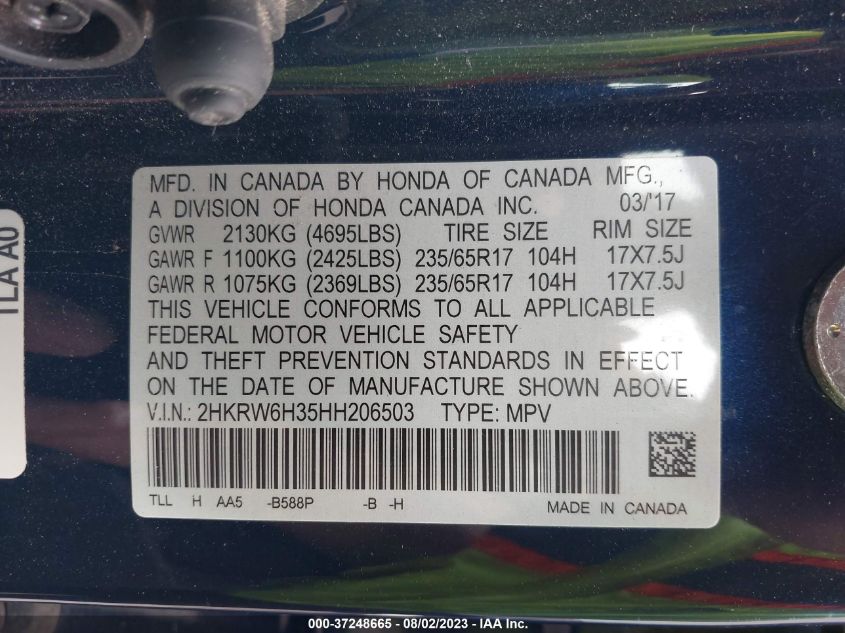 MFD. IN CANADA BY HONDA OF CANADA MFG.,
A DIVISION OF HONDA CANADA INC. 03/'17
GVWR 2130KG (4695LBS) TIRE SIZE RIM SIZE
GAWR F 1100KG (2425LBS) 235/65R17 104H 17X7.5J
GAWR R 1075KG (2369LBS) 235/65R17 104H 17X7.5J
THIS VEHICLE CONFORMS TO ALL APPLICABLE
FEDERAL MOTOR VEHICLE SAFETY
AND THEFT PREVENTION STANDARDS IN EFFECT
ON THE DATE OF MANUFACTURE SHOWN ABOVE.
V.I.N.: 2HKRW6H35HH206503 TYPE: MPV
TLL H AA5 -B588P -B -H MADE IN CANADA
TLA A0
000-37248665 - 08/02/2023 - IAA Inc.